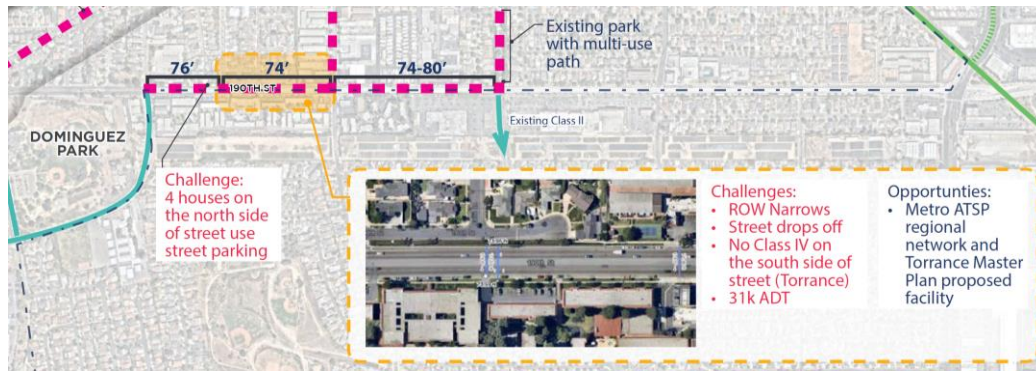 Existing park
with multi-use
path
76’
74’
74-80’
190TH ST
Existing Class II
DOMINGUEZ
PARK
Challenge:
4 houses on
the north side
of street use
street parking
Challenges:
• ROW Narrows
• Street drops off
• No Class IV on
the south side of
street (Torrance)
• 31k ADT
Opportunties:
• Metro ATSP
regional
network and
Torrance Master
Plan proposed
facility